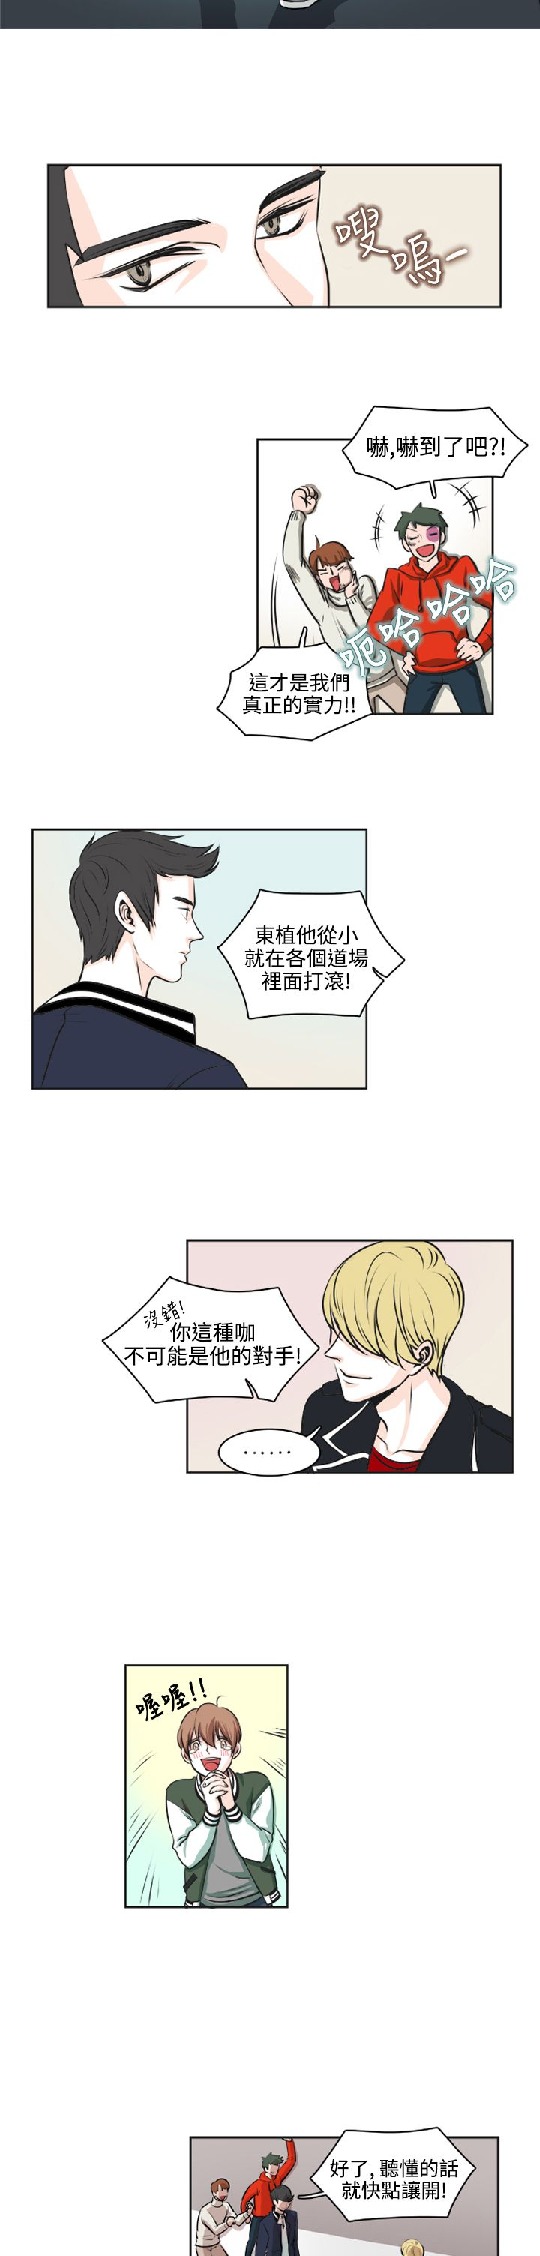 嗖嗚-
嚇,嚇到了吧?!
呃哈哈哈
這才是我們
真正的實力!!
東植他從小
就在各個道場
裡面打滾!
沒錯!
你這種咖
不可能是他的對手!
……
喔喔!!
好了, 聽懂的話
就快點讓開!